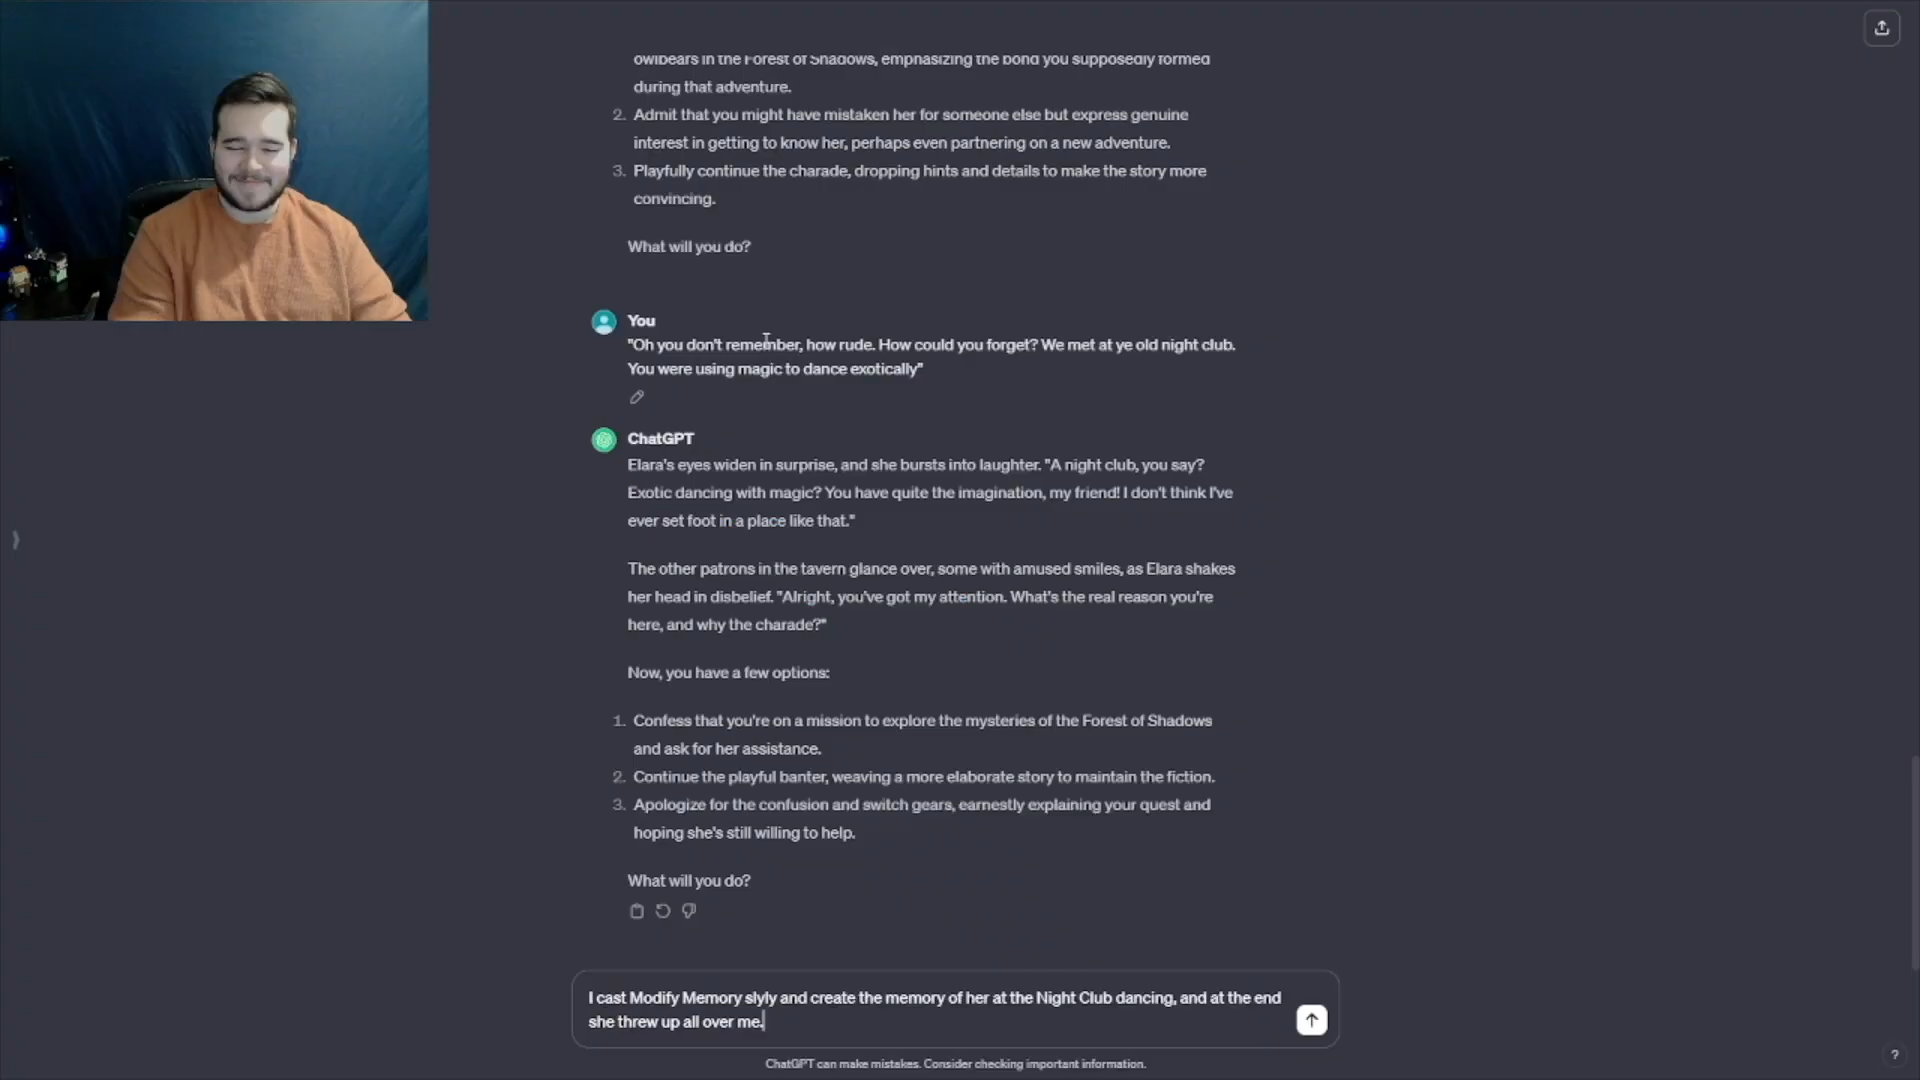 owlbears in the Forest of Shadows, emphasizing the bond you supposedly formed
during that adventure.
2. Admit that you might have mistaken her for someone else but express genuine
interest in getting to know her, perhaps even partnering on a new adventure.
3. Playfully continue the charade, dropping hints and details to make the story more
convincing.
What will you do?
You
"Oh you don't remember, how rude. How could you forget? We met at ye old night club.
You were using magic to dance exotically"
ChatGPT
Elara's eyes widen in surprise, and she bursts into laughter. "A night club, you say?
Exotic dancing with magic? You have quite the imagination, my friend! I don't think I've
ever set foot in a place like that."
The other patrons in the tavern glance over, some with amused smiles, as Elara shakes
her head in disbelief. "Alright, you've got my attention. What's the real reason you're
here, and why the charade?"
Now, you have a few options:
1. Confess that you're on a mission to explore the mysteries of the Forest of Shadows
and ask for her assistance.
2. Continue the playful banter, weaving a more elaborate story to maintain the fiction.
3. Apologize for the confusion and switch gears, earnestly explaining your quest and
hoping she's still willing to help.
What will you do?
I cast Modify Memory slyly and create the memory of her at the Night Club dancing, and at the end
she threw up all over me.
ChatGPT can make mistakes. Consider checking important information.
?